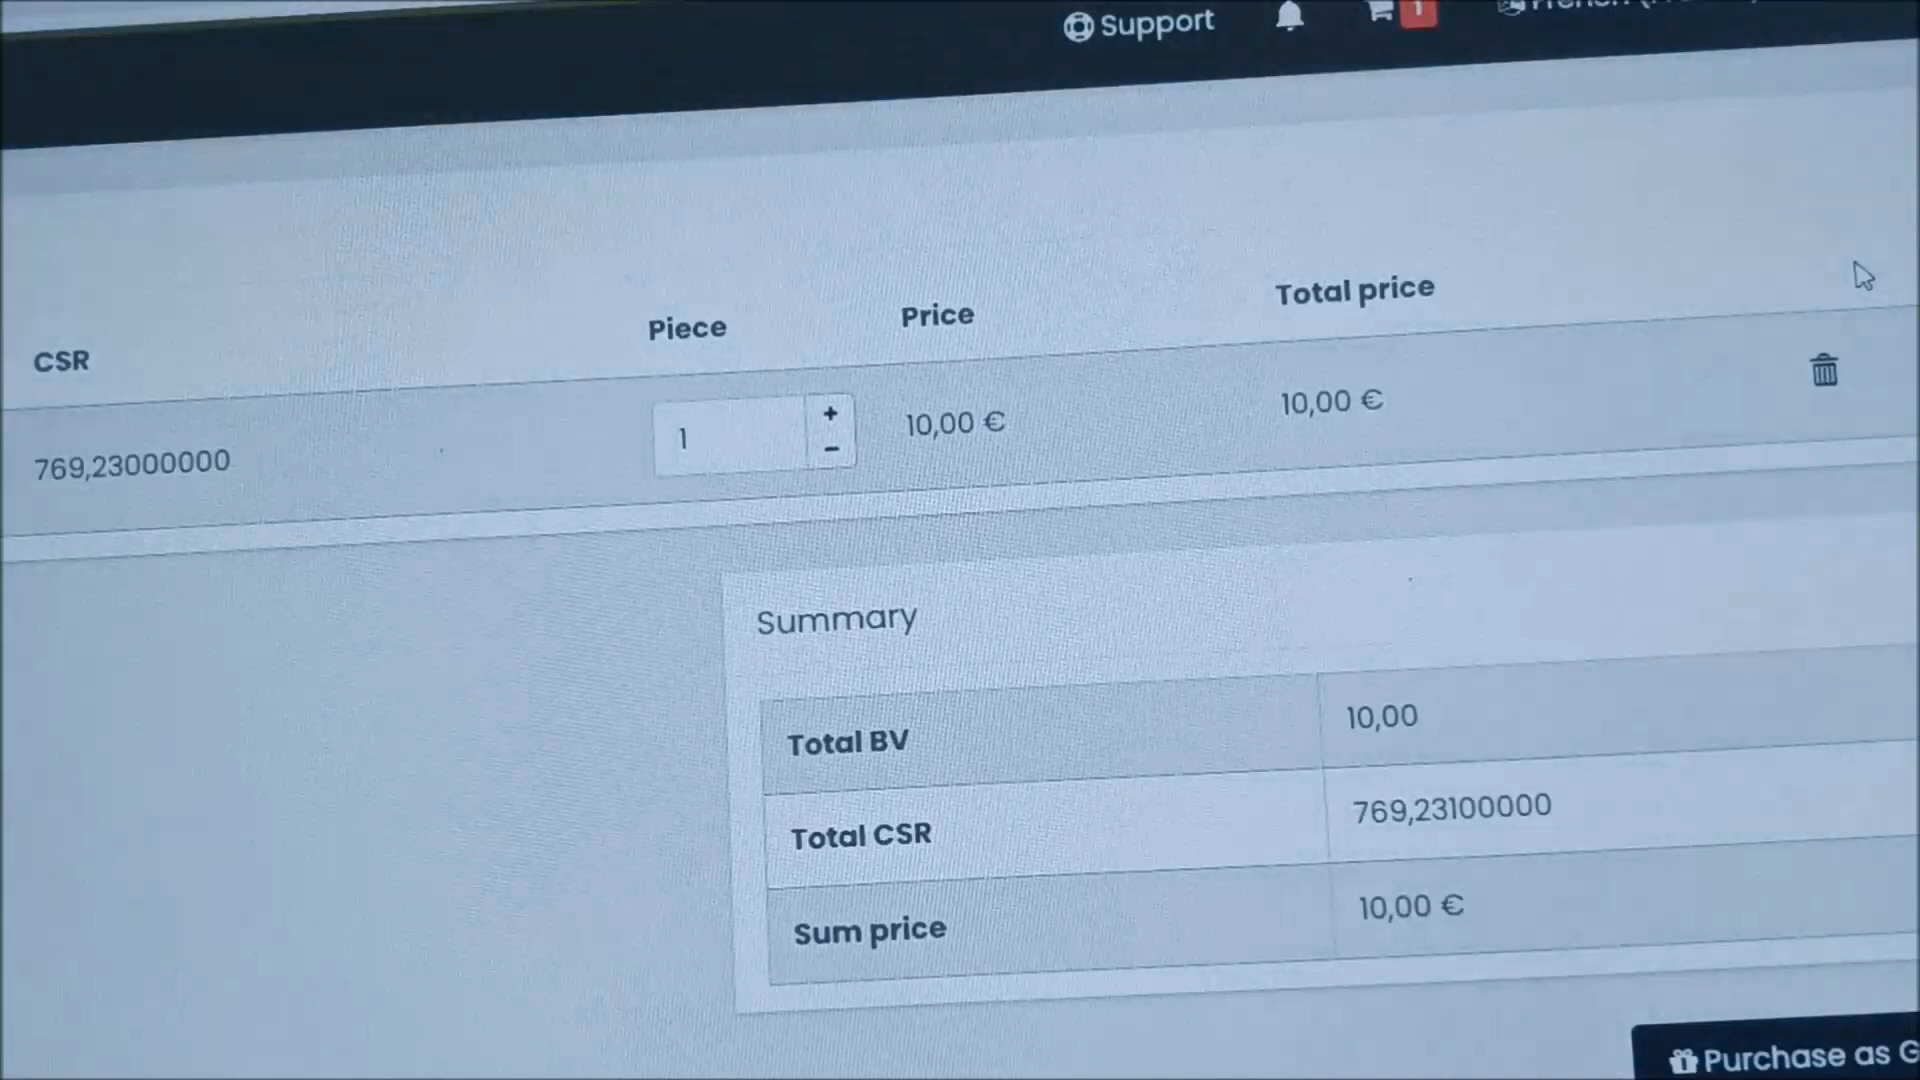 Support
1
CSR Piece Price Total price
769,23000000 1 + - 10,00 € 10,00 €
Summary
Total BV 10,00
Total CSR 769,23100000
Sum price 10,00 €
Purchase as G